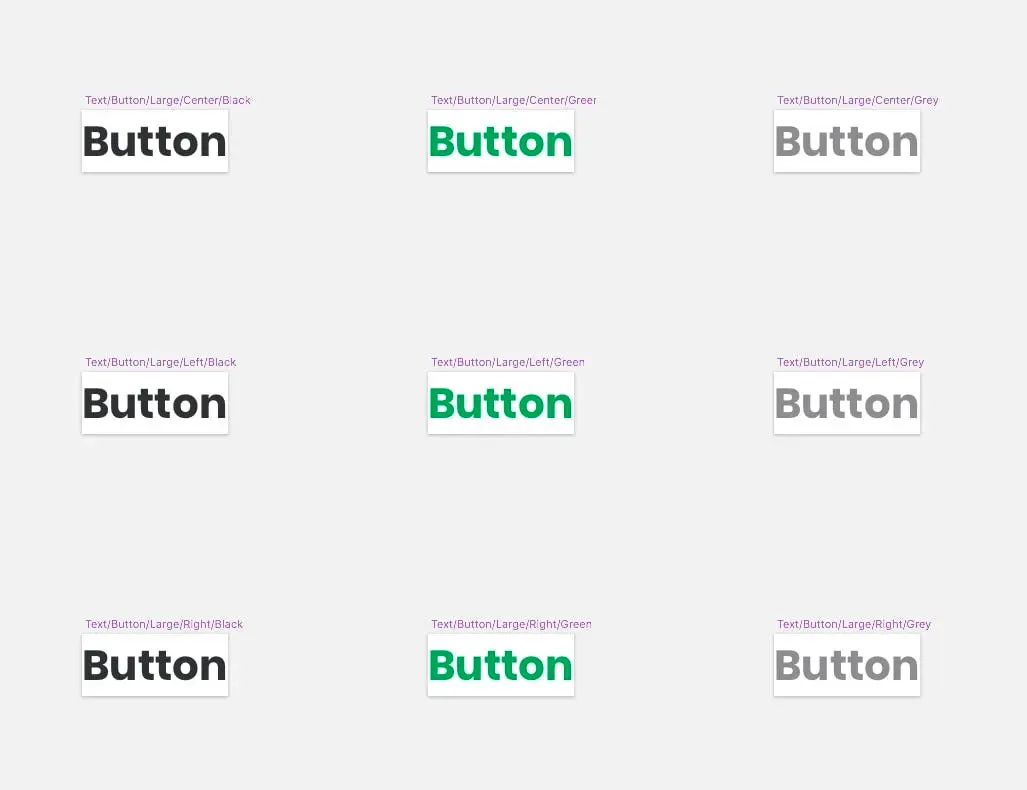 Text/Button/Large/Center/Black
Text/Button/Large/Center/Green
Text/Button/Large/Center/Grey
Button
Button
Button
Text/Button/Large/Left/Black
Text/Button/Large/Left/Green
Text/Button/Large/Left/Grey
Button
Button
Button
Text/Button/Large/Right/Black
Text/Button/Large/Right/Green
Text/Button/Large/Right/Grey
Button
Button
Button